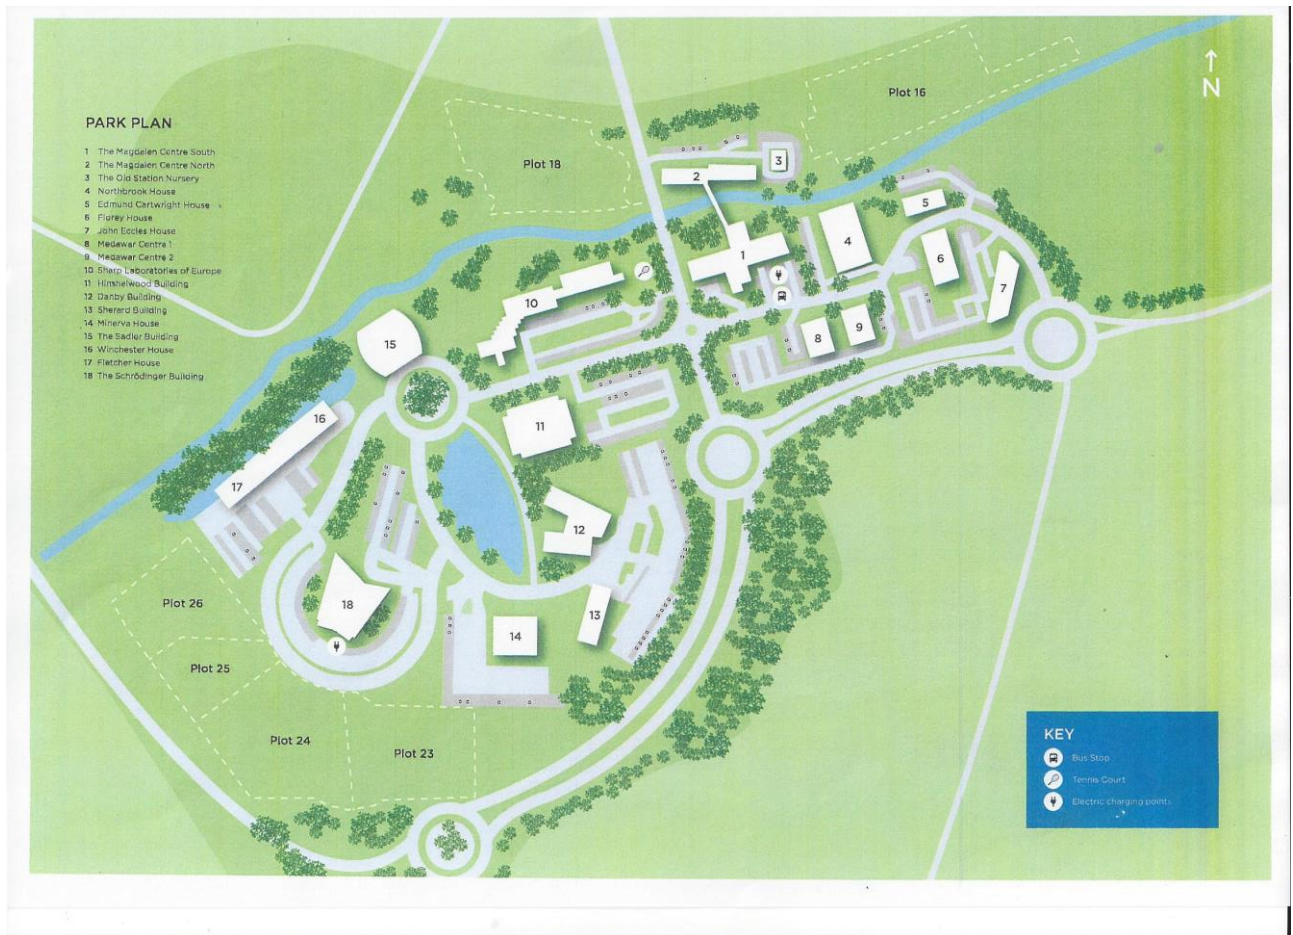 PARK PLAN
1 The Magdalen Centre South
2 The Magdalen Centre North
3 The Old Station Nursery
4 Northbrook House
5 Edmund Cartwright House
6 Florey House
7 John Eccles House
8 Medawar Centre 1
9 Medawar Centre 2
10 Sharp Laboratories of Europe
11 Hinshelwood Building
12 Danby Building
13 Sherard Building
14 Minerva House
15 The Sadler Building
16 Winchester House
17 Fletcher House
18 The Schrödinger Building
N
Plot 16
Plot 18
3
2
5
4
1
6
7
10
8
9
15
11
16
17
12
18
13
14
Plot 26
Plot 25
Plot 24
Plot 23
KEY
Bus Stop
Tennis Court
Electric charging points